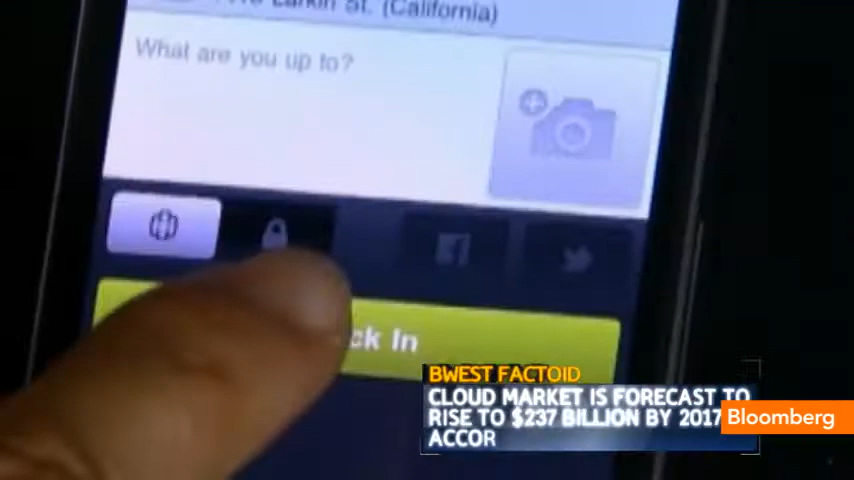 Larkin St. (California)
What are you up to?
ck In
BWEST FACTOID
CLOUD MARKET IS FORECAST TO
RISE TO $237 BILLION BY 2017
ACCOR
Bloomberg